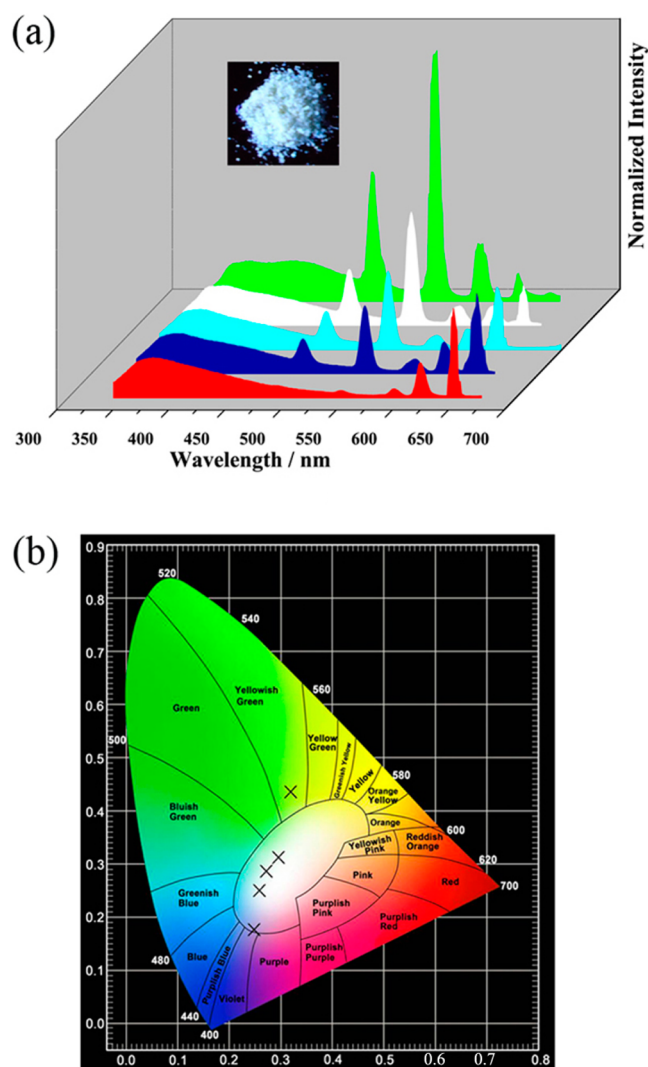 (a)
Normalized Intensity
300 350 400 450 500 550 600 650 700
Wavelength / nm
(b)
0.9
0.8
0.7
0.6
0.5
0.4
0.3
0.2
0.1
0.0
0.0 0.1 0.2 0.3 0.4 0.5 0.6 0.7 0.8
520
540
560
500
580
600
620
700
480
440
400
Green
Yellowish
Green
Yellow
Green
Greenish Yellow
Yellow
Orange
Yellow
Orange
Bluish
Green
Yellowish
Pink
Reddish
Orange
Pink
Red
Greenish
Blue
Purplish
Pink
Purplish
Red
Blue
Purplish Blue
Purple
Purplish
Purple
Violet